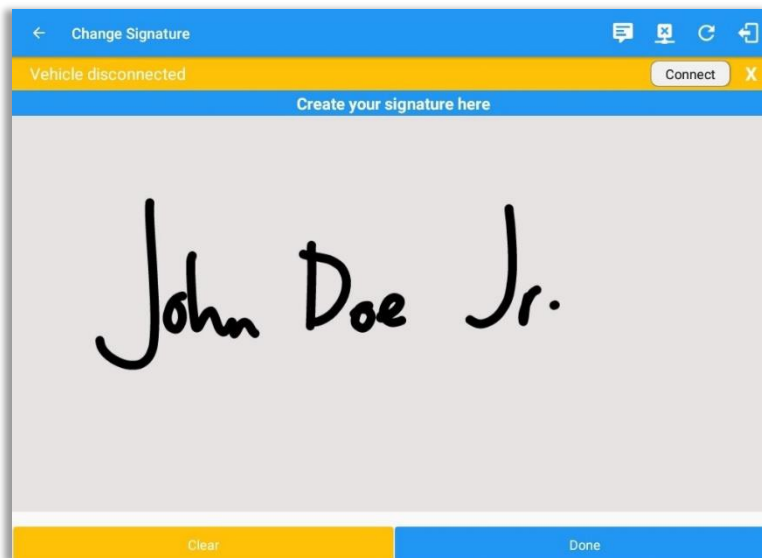 Change Signature
Vehicle disconnected Connect X
Create your signature here
John Doe Jr.
Clear Done